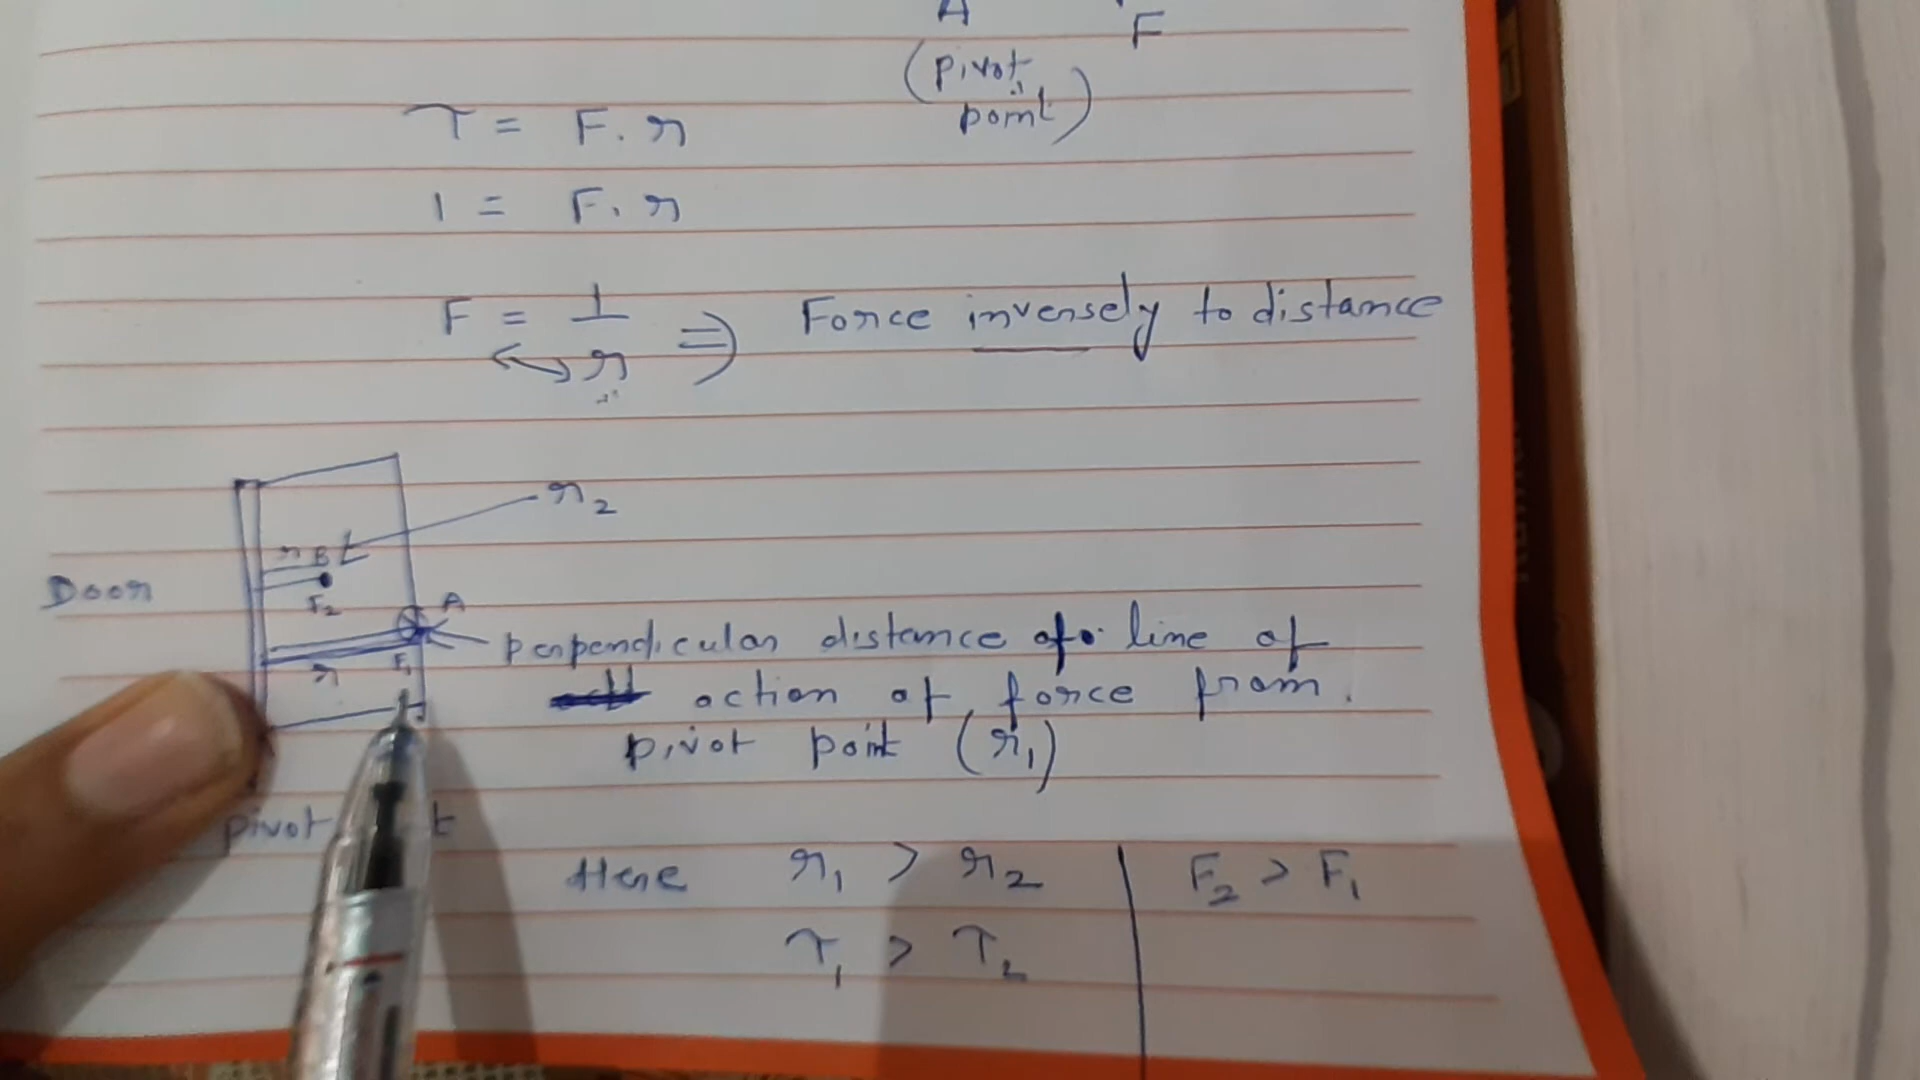 A
F
(pivot
point)
τ = F. r
1 = F. r
F = 1/r ⇒ Force inversely to distance
r2
r B
Door
F2
A
perpendicular distance of line of
r F1
action of force from.
pivot point (r1)
pivot t
Here r1 > r2 | F2 > F1
τ1 > τ2